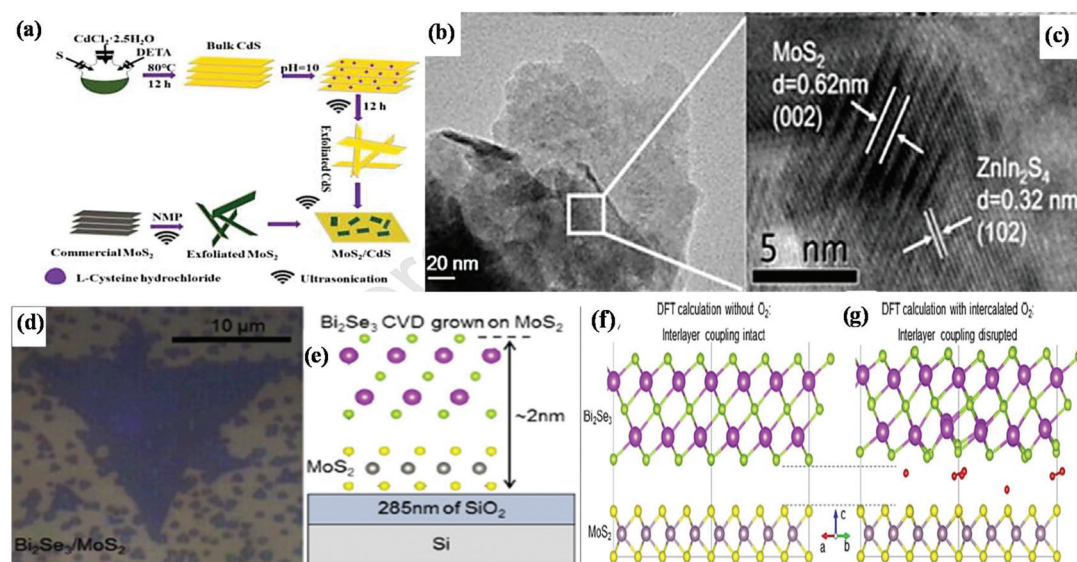 (a)
CdCl₂·2.5H₂O
S
DETA
80°C
12 h
Bulk CdS
pH=10
12 h
Exfoliated CdS
NMP
Commercial MoS₂
Exfoliated MoS₂
MoS₂/CdS
L-Cysteine hydrochloride
Ultrasonication
(b)
20 nm
(c)
MoS₂
d=0.62nm
(002)
ZnIn₂S₄
d=0.32 nm
(102)
5 nm
(d)
10 µm
Bi₂Se₃/MoS₂
(e)
Bi₂Se₃ CVD grown on MoS₂
~2nm
MoS₂
285nm of SiO₂
Si
(f)
DFT calculation without O₂:
Interlayer coupling intact
Bi₂Se₃
MoS₂
c
a
b
(g)
DFT calculation with intercalated O₂:
Interlayer coupling disrupted